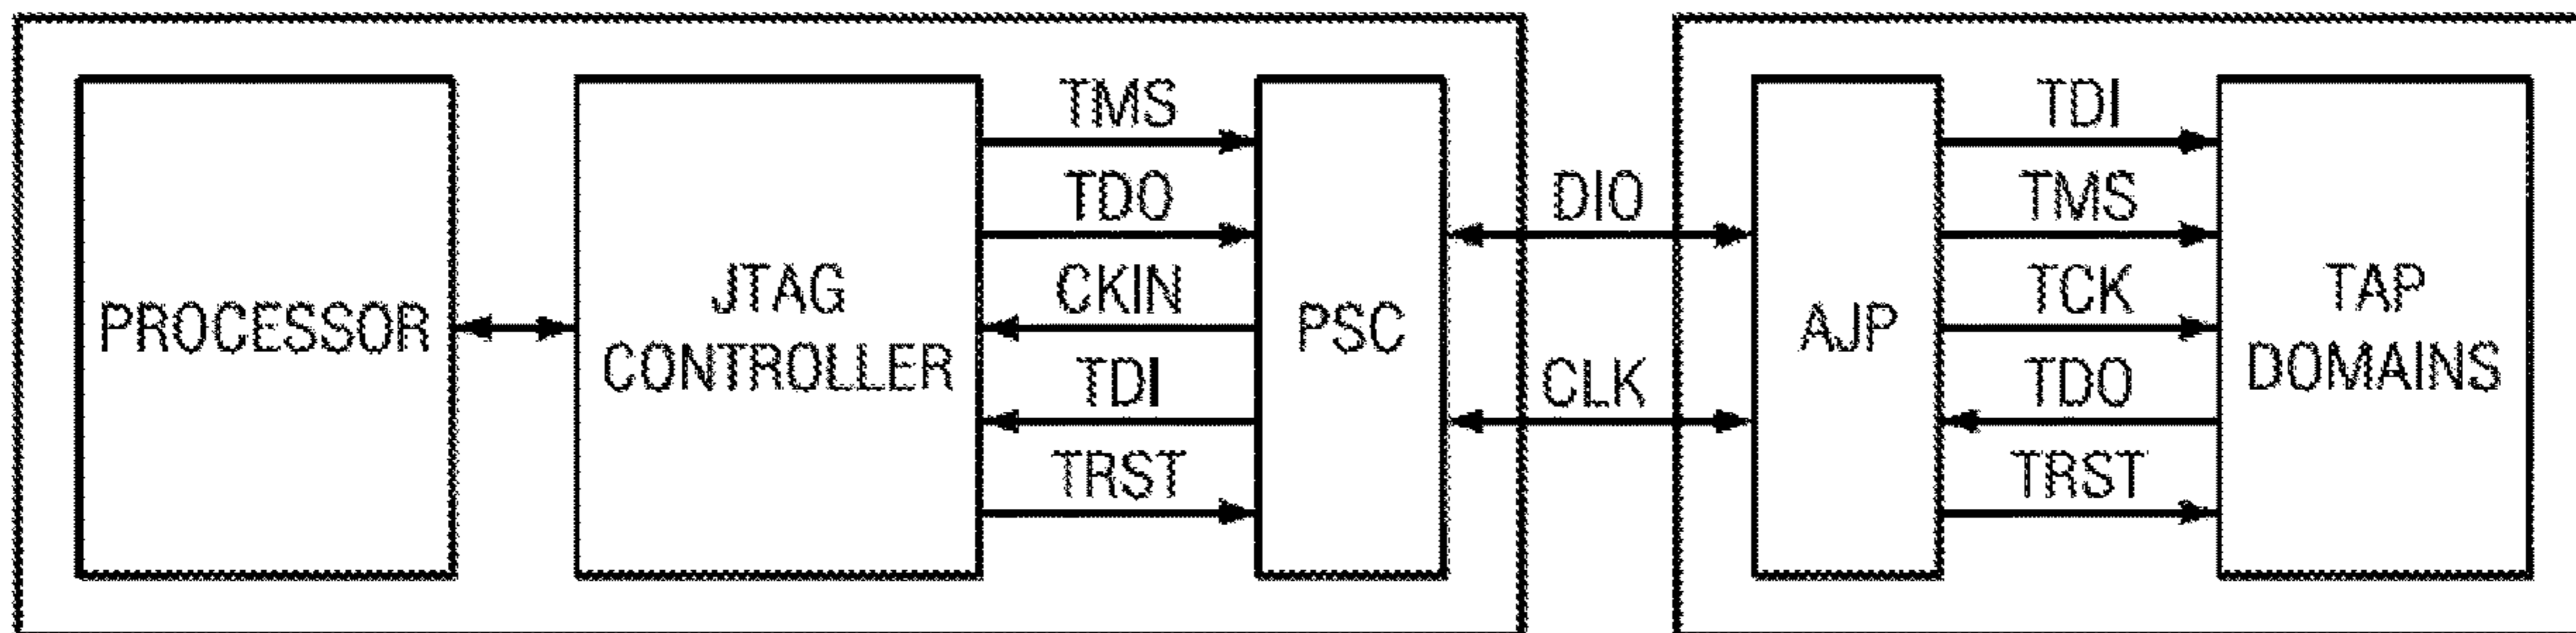 PROCESSOR
JTAG
CONTROLLER
TMS
TDO
CKIN
TDI
TRST
PSC
DIO
CLK
AJP
TDI
TMS
TCK
TDO
TRST
TAP
DOMAINS